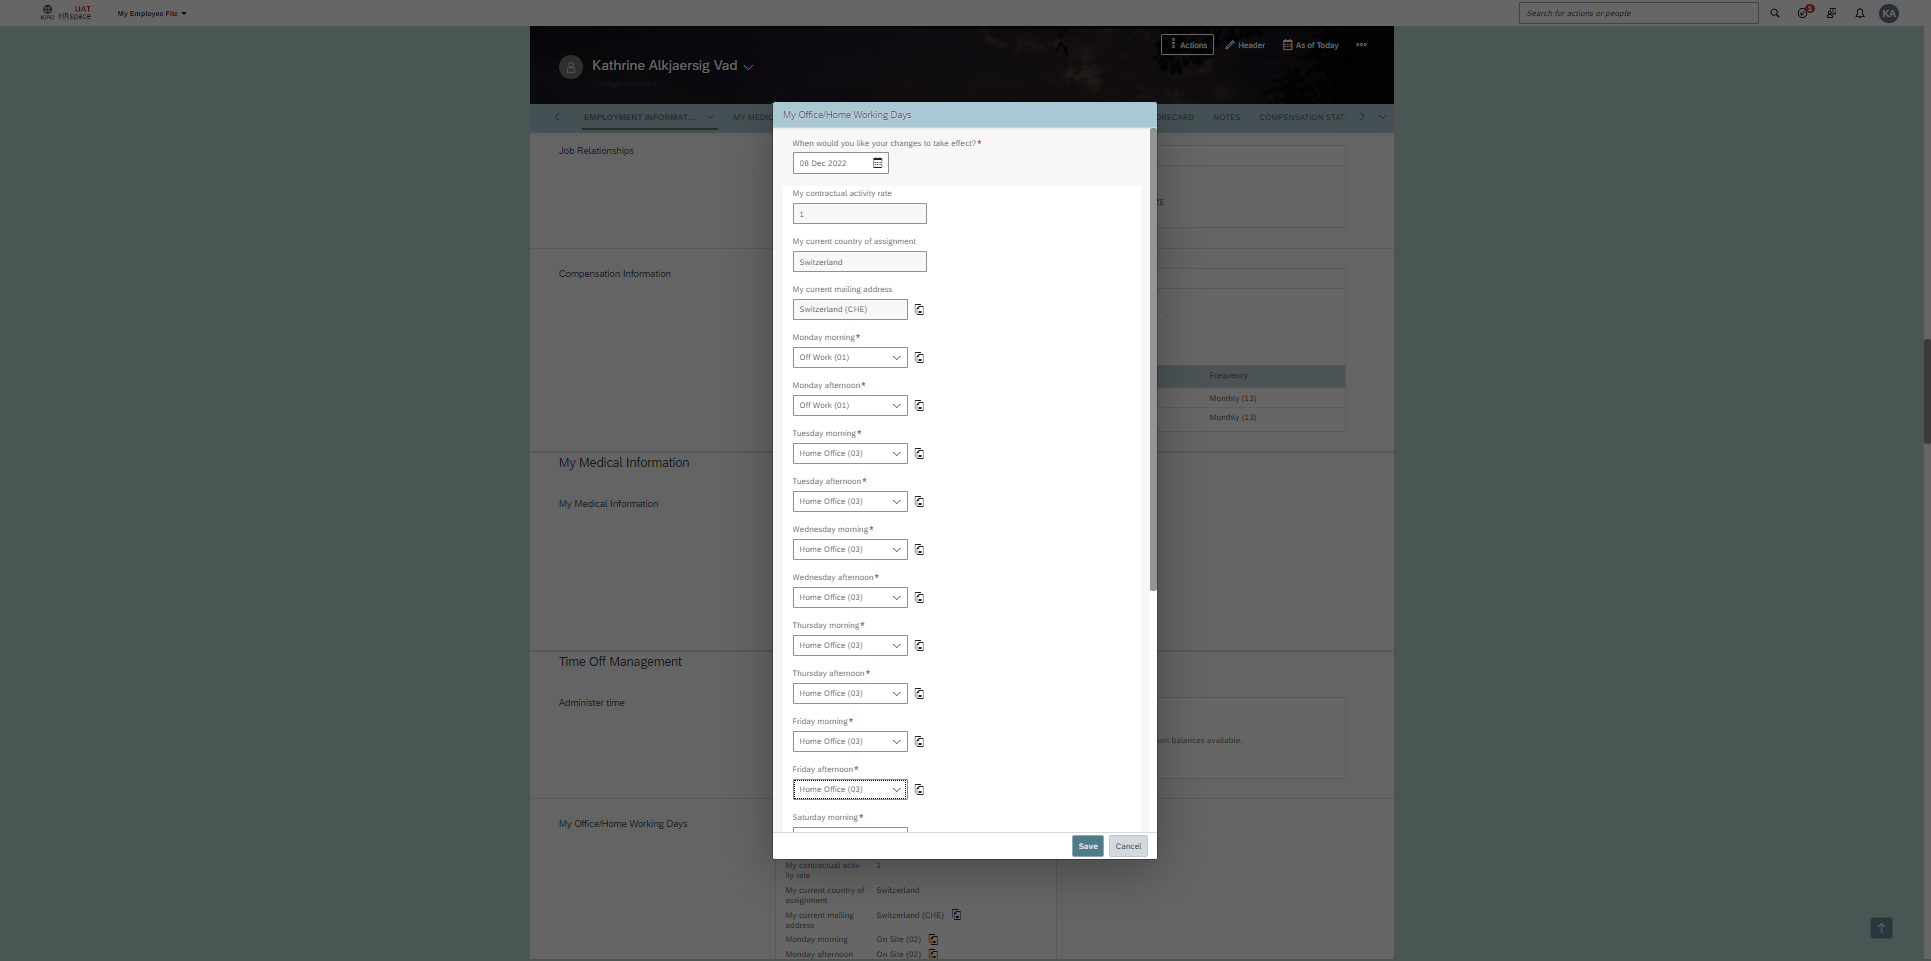 ICRC
UAT
HRspace
My Employee File
Search for actions or people
1
KA
Kathrine Alkjaersig Vad
Actions
Header
As of Today
EMPLOYMENT INFORMAT...
MY MEDIC
ORECARD
NOTES
COMPENSATION STAT
Job Relationships
Compensation Information
Frequency
Monthly (13)
Monthly (13)
My Medical Information
My Medical Information
Time Off Management
Administer time
unt balances available.
My Office/Home Working Days
My Office/Home Working Days
When would you like your changes to take effect?*
08 Dec 2022
My contractual activity rate
1
My current country of assignment
Switzerland
My current mailing address
Switzerland (CHE)
Monday morning*
Off Work (01)
Monday afternoon*
Off Work (01)
Tuesday morning*
Home Office (03)
Tuesday afternoon*
Home Office (03)
Wednesday morning*
Home Office (03)
Wednesday afternoon*
Home Office (03)
Thursday morning*
Home Office (03)
Thursday afternoon*
Home Office (03)
Friday morning*
Home Office (03)
Friday afternoon*
Home Office (03)
Saturday morning*
Save
Cancel
My contractual activ-
ity rate
1
My current country of
assignment
Switzerland
My current mailing
address
Switzerland (CHE)
Monday morning
On Site (02)
Monday afternoon
On Site (02)